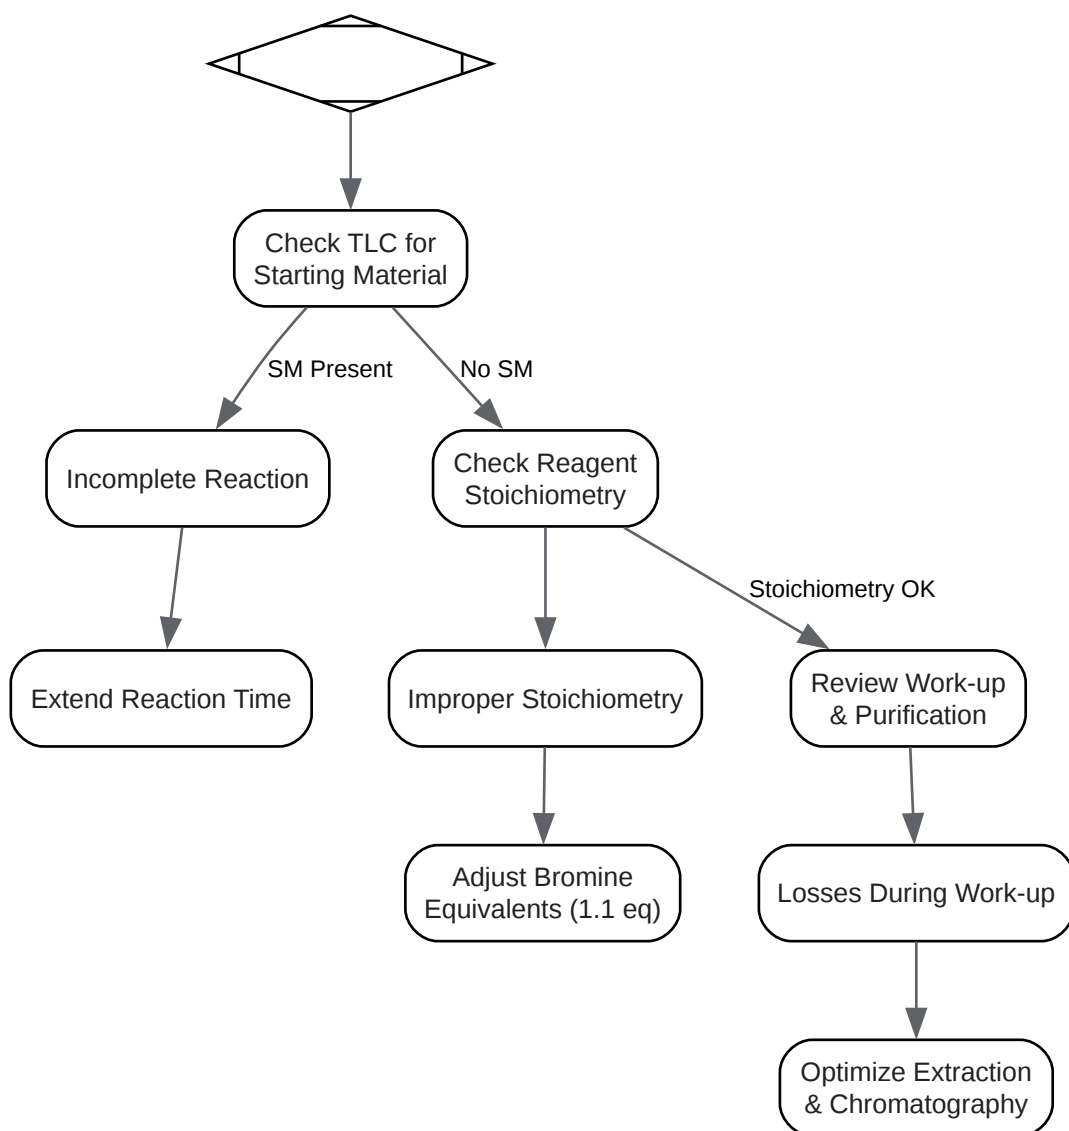 Check TLC for
Starting Material
SM Present
No SM
Incomplete Reaction
Check Reagent
Stoichiometry
Stoichiometry OK
Extend Reaction Time
Improper Stoichiometry
Review Work-up
& Purification
Adjust Bromine
Equivalents (1.1 eq)
Losses During Work-up
Optimize Extraction
& Chromatography